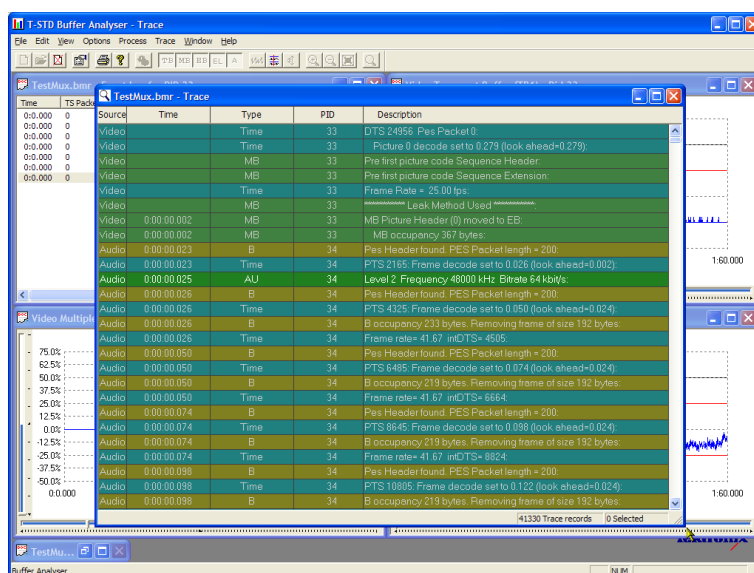 T-STD Buffer Analyser - Trace
File Edit View Options Process Trace Window Help
TB MB EB EL A
TestMux.bmr
Time TS Packe
0:0.000 0
0:0.000 0
0:0.000 0
0:0.000 0
0:0.000 0
0:0.000 0
0:0.000 0
TestMux.bmr - Trace
Source Time Type PID Description
Video Time 33 DTS 24956 Pes Packet 0:
Video Time 33 Picture 0 decode set to 0.279 (look ahead=0.279):
Video MB 33 Pre first picture code Sequence Header:
Video MB 33 Pre first picture code Sequence Extension:
Video Time 33 Frame Rate = 25.00 fps:
Video MB 33 Leak Method Used
Video 0:00:00.002 MB 33 MB Picture Header (0) moved to EB:
Video 0:00:00.002 MB 33 MB occupancy 367 bytes:
Audio 0:00:00.023 B 34 Pes Header found. PES Packet length = 200:
Audio 0:00:00.023 Time 34 PTS 2165: Frame decode set to 0.026 (look ahead=0.002):
Audio 0:00:00.025 AU 34 Level 2 Frequency 48000 kHz Bitrate 64 kbit/s:
Audio 0:00:00.026 B 34 Pes Header found. PES Packet length = 200:
Audio 0:00:00.026 Time 34 PTS 4325: Frame decode set to 0.050 (look ahead=0.024):
Audio 0:00:00.026 B 34 B occupancy 233 bytes. Removing frame of size 192 bytes:
Audio 0:00:00.026 Time 34 Frame rate= 41.67 intDTS= 4505:
Audio 0:00:00.050 B 34 Pes Header found. PES Packet length = 200:
Audio 0:00:00.050 Time 34 PTS 6485: Frame decode set to 0.074 (look ahead=0.024):
Audio 0:00:00.050 B 34 B occupancy 219 bytes. Removing frame of size 192 bytes:
Audio 0:00:00.050 Time 34 Frame rate= 41.67 intDTS= 6664:
Audio 0:00:00.074 B 34 Pes Header found. PES Packet length = 200:
Audio 0:00:00.074 Time 34 PTS 8645: Frame decode set to 0.098 (look ahead=0.024):
Audio 0:00:00.074 B 34 B occupancy 219 bytes. Removing frame of size 192 bytes:
Audio 0:00:00.074 Time 34 Frame rate= 41.67 intDTS= 8824:
Audio 0:00:00.098 B 34 Pes Header found. PES Packet length = 200:
Audio 0:00:00.098 Time 34 PTS 10805: Frame decode set to 0.122 (look ahead=0.024):
Audio 0:00:00.098 B 34 B occupancy 219 bytes. Removing frame of size 192 bytes:
41330 Trace records 0 Selected
1:60.000
Video Multiple
75.0%
62.5%
50.0%
37.5%
25.0%
12.5%
0.0%
-12.5%
-25.0%
-37.5%
-50.0%
0:0.000
1:60.000
TestMu...
Buffer Analyser
NUM